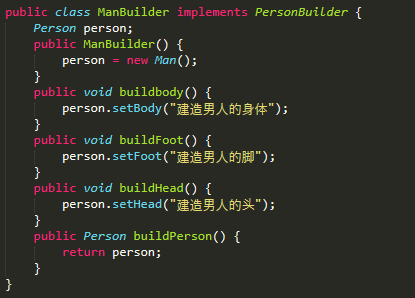 public class ManBuilder implements PersonBuilder {
    Person person;
    public ManBuilder() {
        person = new Man();
    }
    public void buildbody() {
        person.setBody("建造男人的身体");
    }
    public void buildFoot() {
        person.setFoot("建造男人的脚");
    }
    public void buildHead() {
        person.setHead("建造男人的头");
    }
    public Person buildPerson() {
        return person;
    }
}